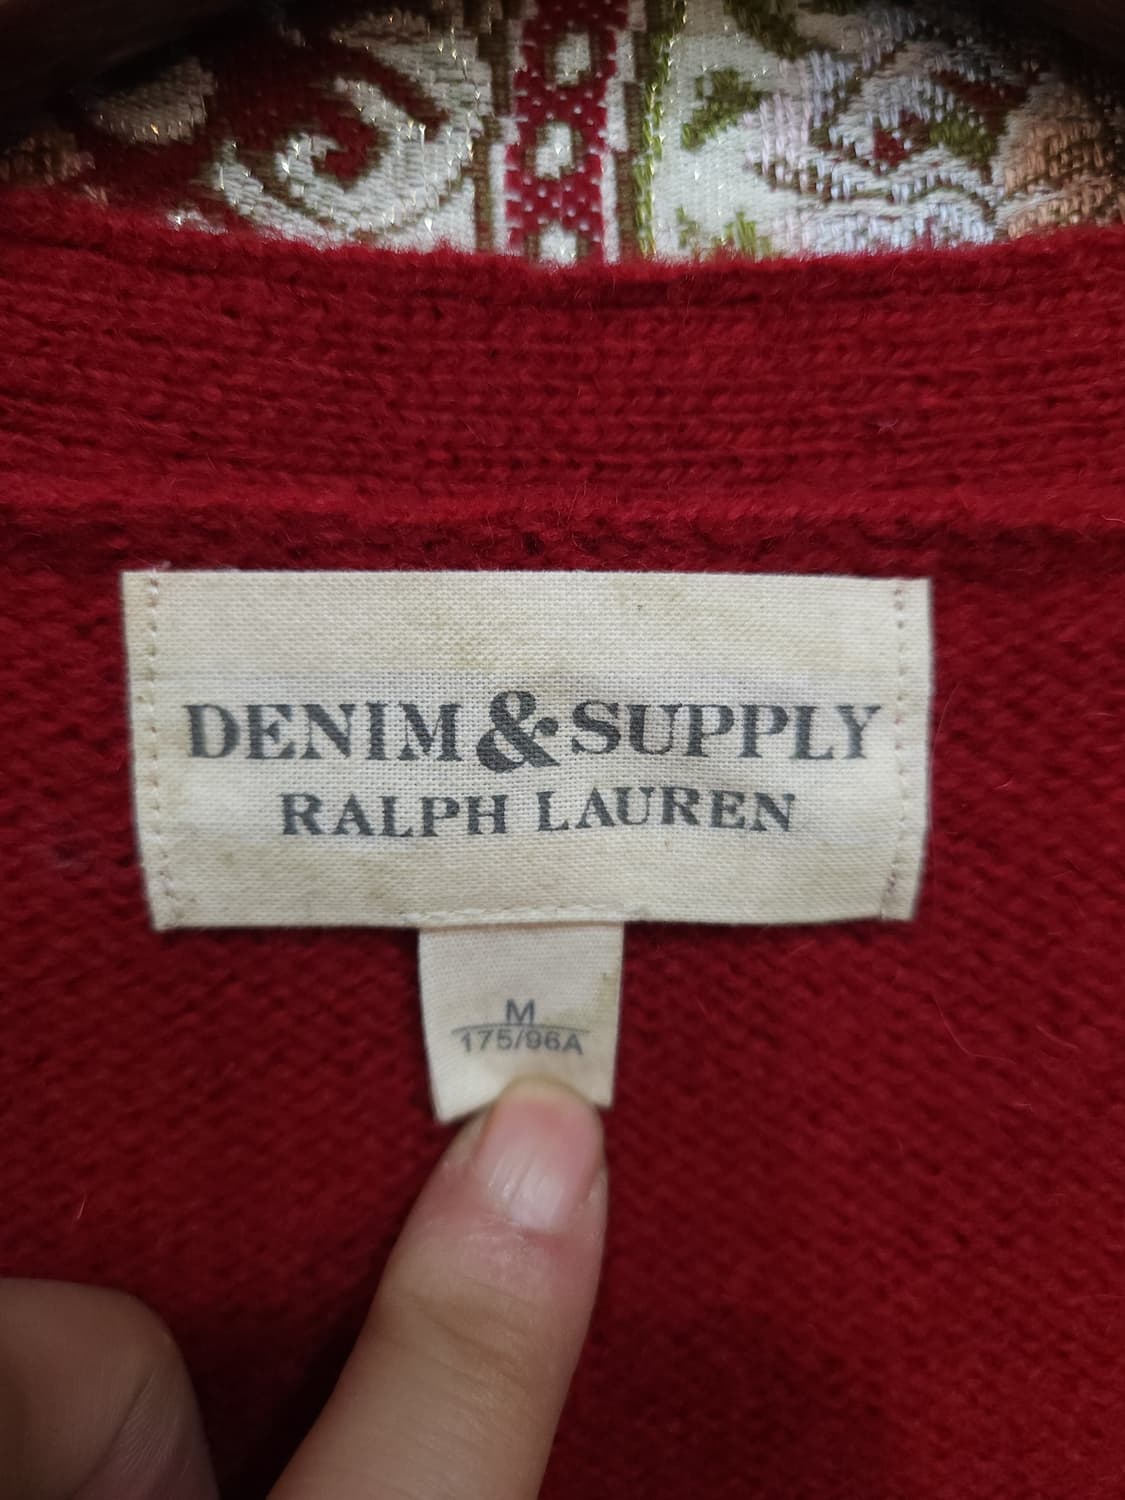 DENIM & SUPPLY
RALPH LAUREN
M
175/96A